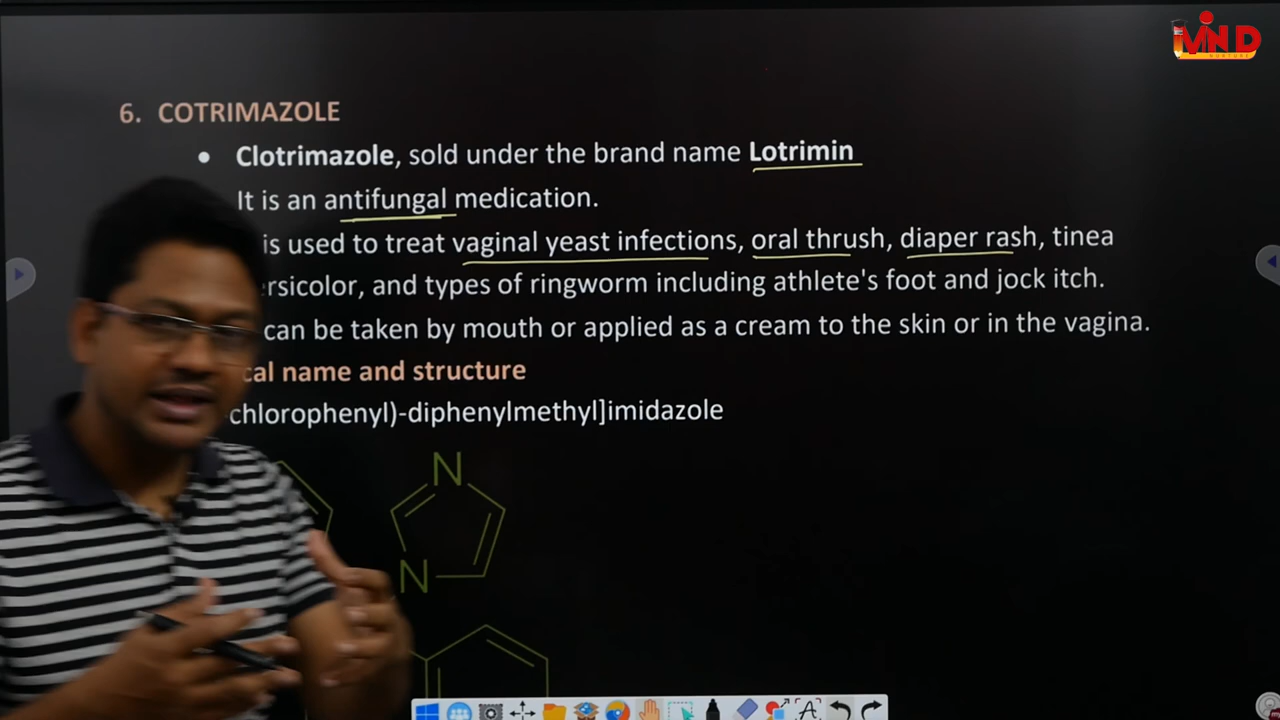 6. COTRIMAZOLE
• Clotrimazole, sold under the brand name Lotrimin
It is an antifungal medication.
is used to treat vaginal yeast infections, oral thrush, diaper rash, tinea
rsicolor, and types of ringworm including athlete's foot and jock itch.
can be taken by mouth or applied as a cream to the skin or in the vagina.
cal name and structure
chlorophenyl)-diphenylmethyl]imidazole
N
N
MIND
NURTURE
A